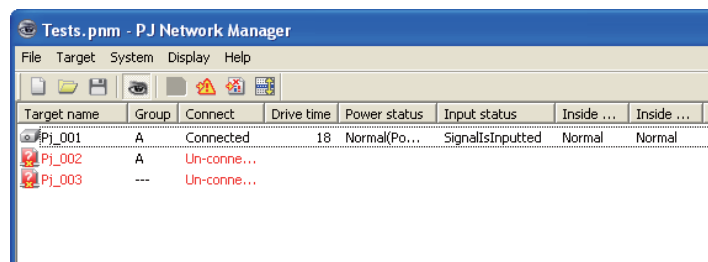 Tests.pnm - PJ Network Manager
File Target System Display Help
Target name Group Connect Drive time Power status Input status Inside ... Inside ...
Pj_001 A Connected 18 Normal(Po... SignalIsInputted Normal Normal
Pj_002 A Un-conne...
Pj_003 --- Un-conne...